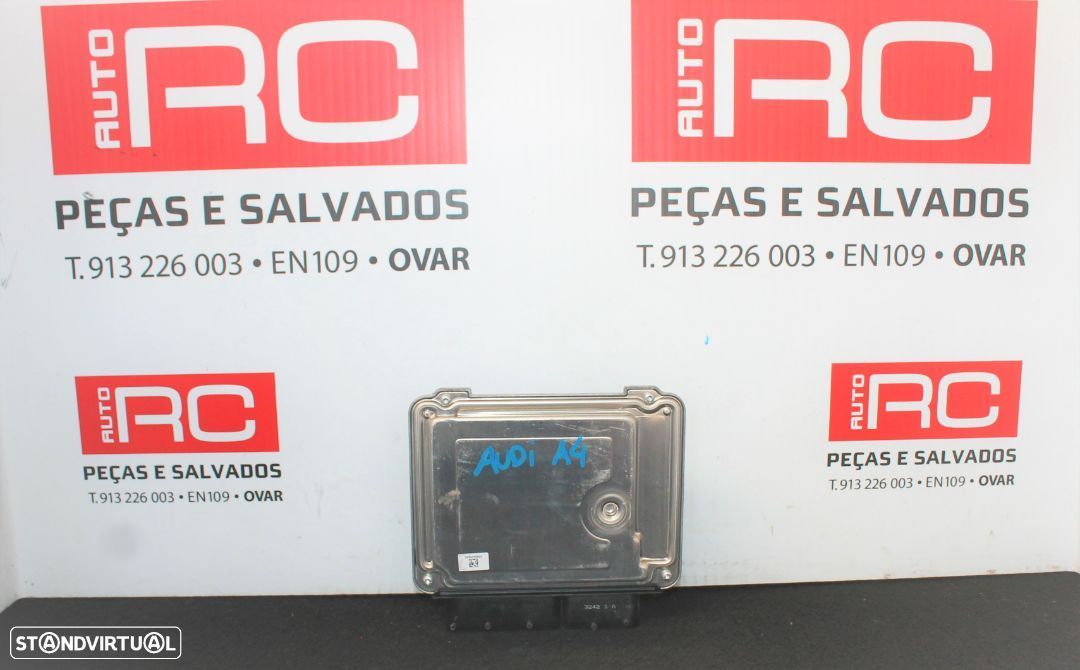 AUTO RC
PEÇAS E SALVADOS
T. 913 226 003 • EN109 • OVAR
AUTO RC
PEÇAS E SALVADOS
T. 913 226 003 • EN109 • OVAR
AUTO RC
PEÇAS E SALVADOS
T. 913 226 003 • EN109 • OVAR
AUTO RC
PEÇAS E SALVADOS
T. 913 226 003 • EN109 • OVAR
AUDi A4
3242
STANDVIRTUAL